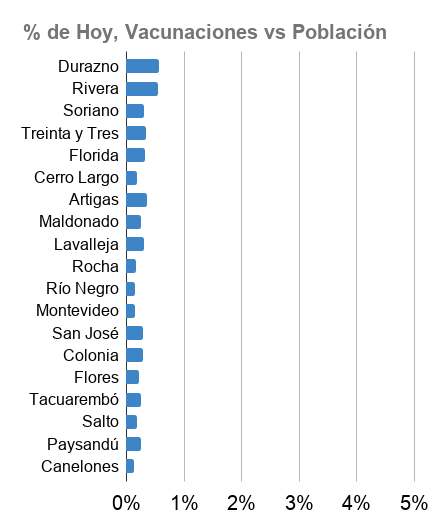 % de Hoy, Vacunaciones vs Población
Durazno
Rivera
Soriano
Treinta y Tres
Florida
Cerro Largo
Artigas
Maldonado
Lavalleja
Rocha
Río Negro
Montevideo
San José
Colonia
Flores
Tacuarembó
Salto
Paysandú
Canelones
0% 1% 2% 3% 4% 5%